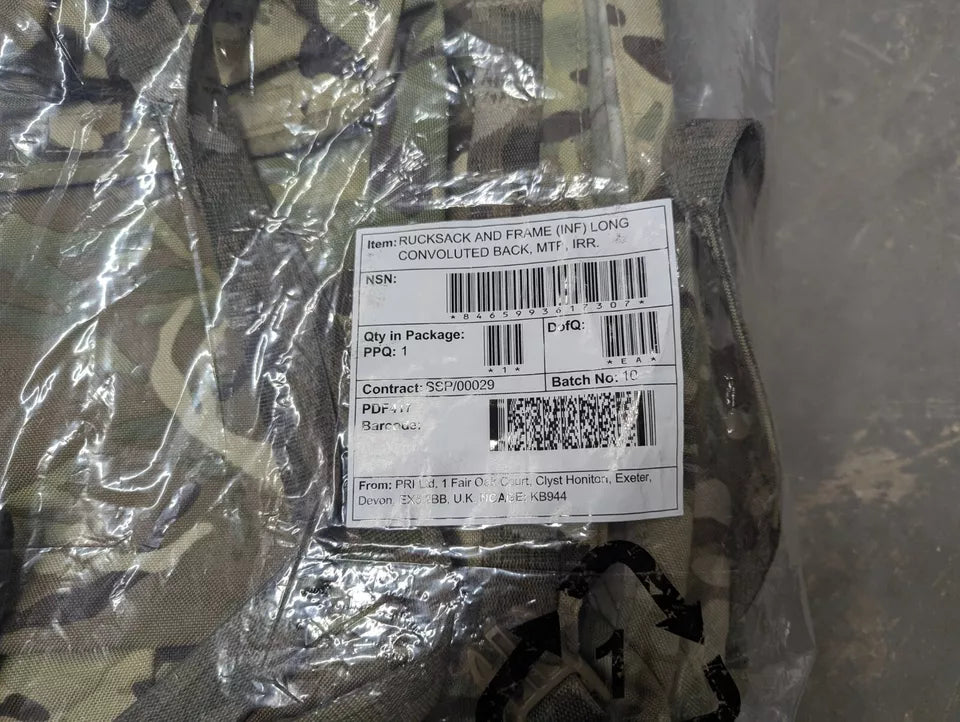 Item: RUCKSACK AND FRAME (INF) LONG
CONVOLUTED BACK, MTP, IRR.
NSN:
*8465993617307*
Qty in Package:
PPQ: 1
*1*
DofQ:
*EA*
Contract: SSP/00029
Batch No: 10
PDF417
Barcode:
From: PRI Ltd, 1 Fair Oak Court, Clyst Honiton, Exeter,
Devon, U.K. NCAGE: KB944
1